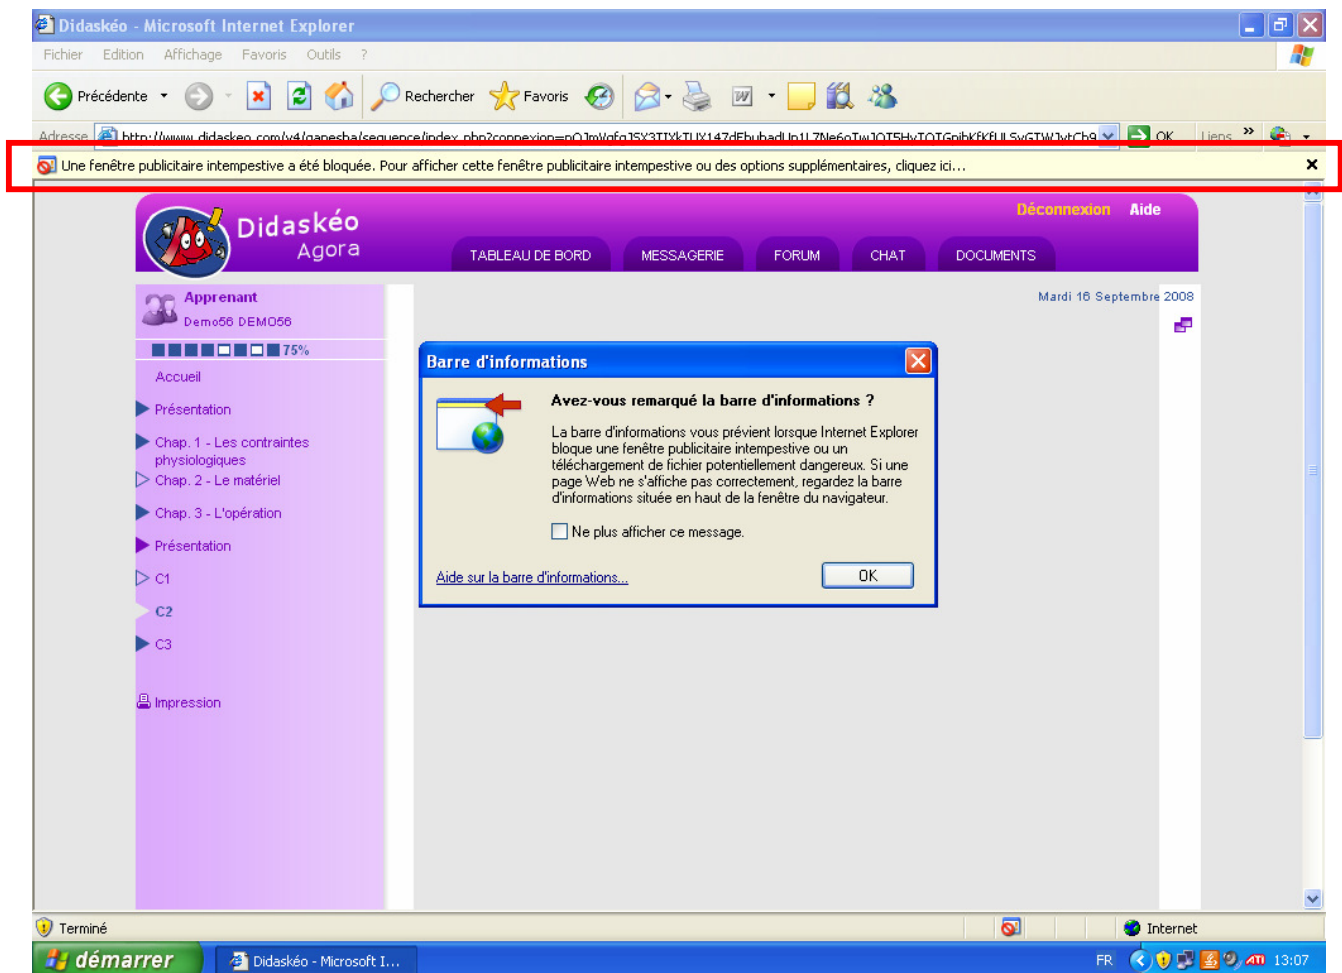 Didaskéo - Microsoft Internet Explorer
Fichier Edition Affichage Favoris Outils ?
Précédente Rechercher Favoris
Adresse OK Liens »
Une fenêtre publicitaire intempestive a été bloquée. Pour afficher cette fenêtre publicitaire intempestive ou des options supplémentaires, cliquez ici...
Déconnexion Aide
Didaskéo
Agora
TABLEAU DE BORD MESSAGERIE FORUM CHAT DOCUMENTS
Apprenant
Demo56 DEMO56
75%
Mardi 16 Septembre 2008
Accueil
Présentation
Chap. 1 - Les contraintes
physiologiques
Chap. 2 - Le matériel
Chap. 3 - L'opération
Présentation
C1
C2
C3
Impression
Barre d'informations
Avez-vous remarqué la barre d'informations ?
La barre d'informations vous prévient lorsque Internet Explorer
bloque une fenêtre publicitaire intempestive ou un
téléchargement de fichier potentiellement dangereux. Si une
page Web ne s'affiche pas correctement, regardez la barre
d'informations située en haut de la fenêtre du navigateur.
Ne plus afficher ce message.
Aide sur la barre d'informations...
OK
Terminé
Internet
démarrer
Didaskéo - Microsoft I...
FR
ATI
13:07